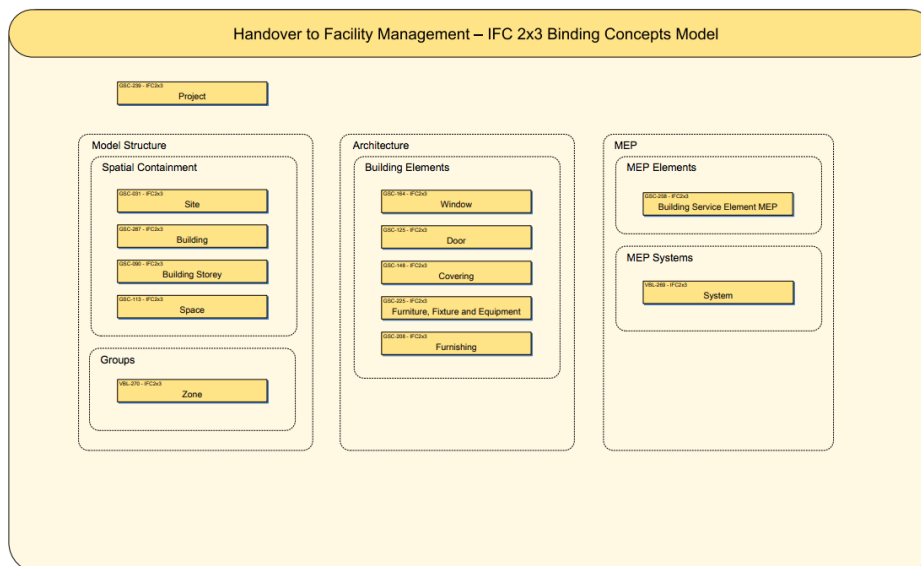 Handover to Facility Management – IFC 2x3 Binding Concepts Model
GSC-239 - IFC2x3
Project
Model Structure
Spatial Containment
GSC-031 - IFC2x3
Site
GSC-287 - IFC2x3
Building
GSC-090 - IFC2x3
Building Storey
GSC-113 - IFC2x3
Space
Groups
VBL-270 - IFC2x3
Zone
Architecture
Building Elements
GSC-164 - IFC2x3
Window
GSC-125 - IFC2x3
Door
GSC-148 - IFC2x3
Covering
GSC-225 - IFC2x3
Furniture, Fixture and Equipment
GSC-208 - IFC2x3
Furnishing
MEP
MEP Elements
GSC-258 - IFC2x3
Building Service Element MEP
MEP Systems
VBL-269 - IFC2x3
System